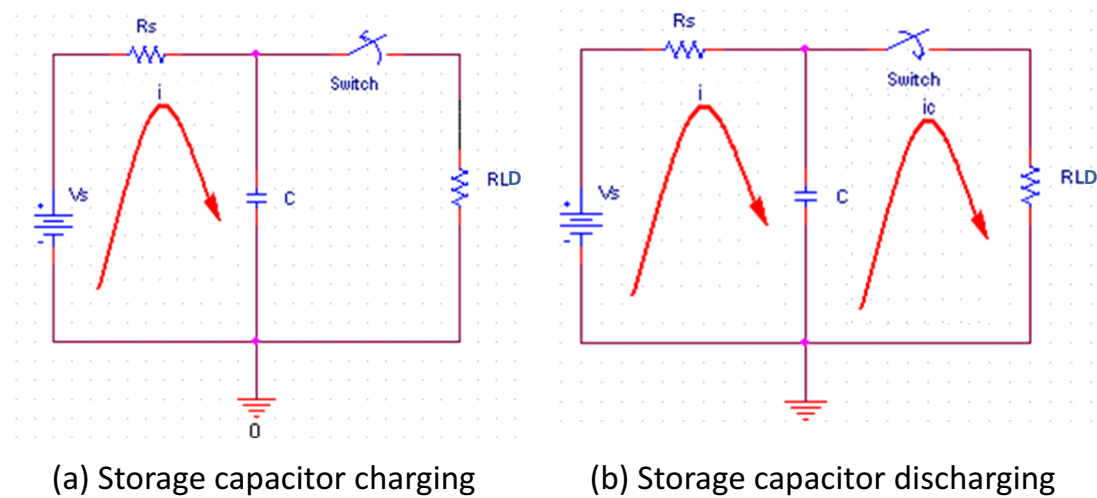 Rs
i
Switch
+
Vs
-
C
RLD
0
(a) Storage capacitor charging
Rs
i
Switch
ic
+
Vs
-
C
RLD
(b) Storage capacitor discharging